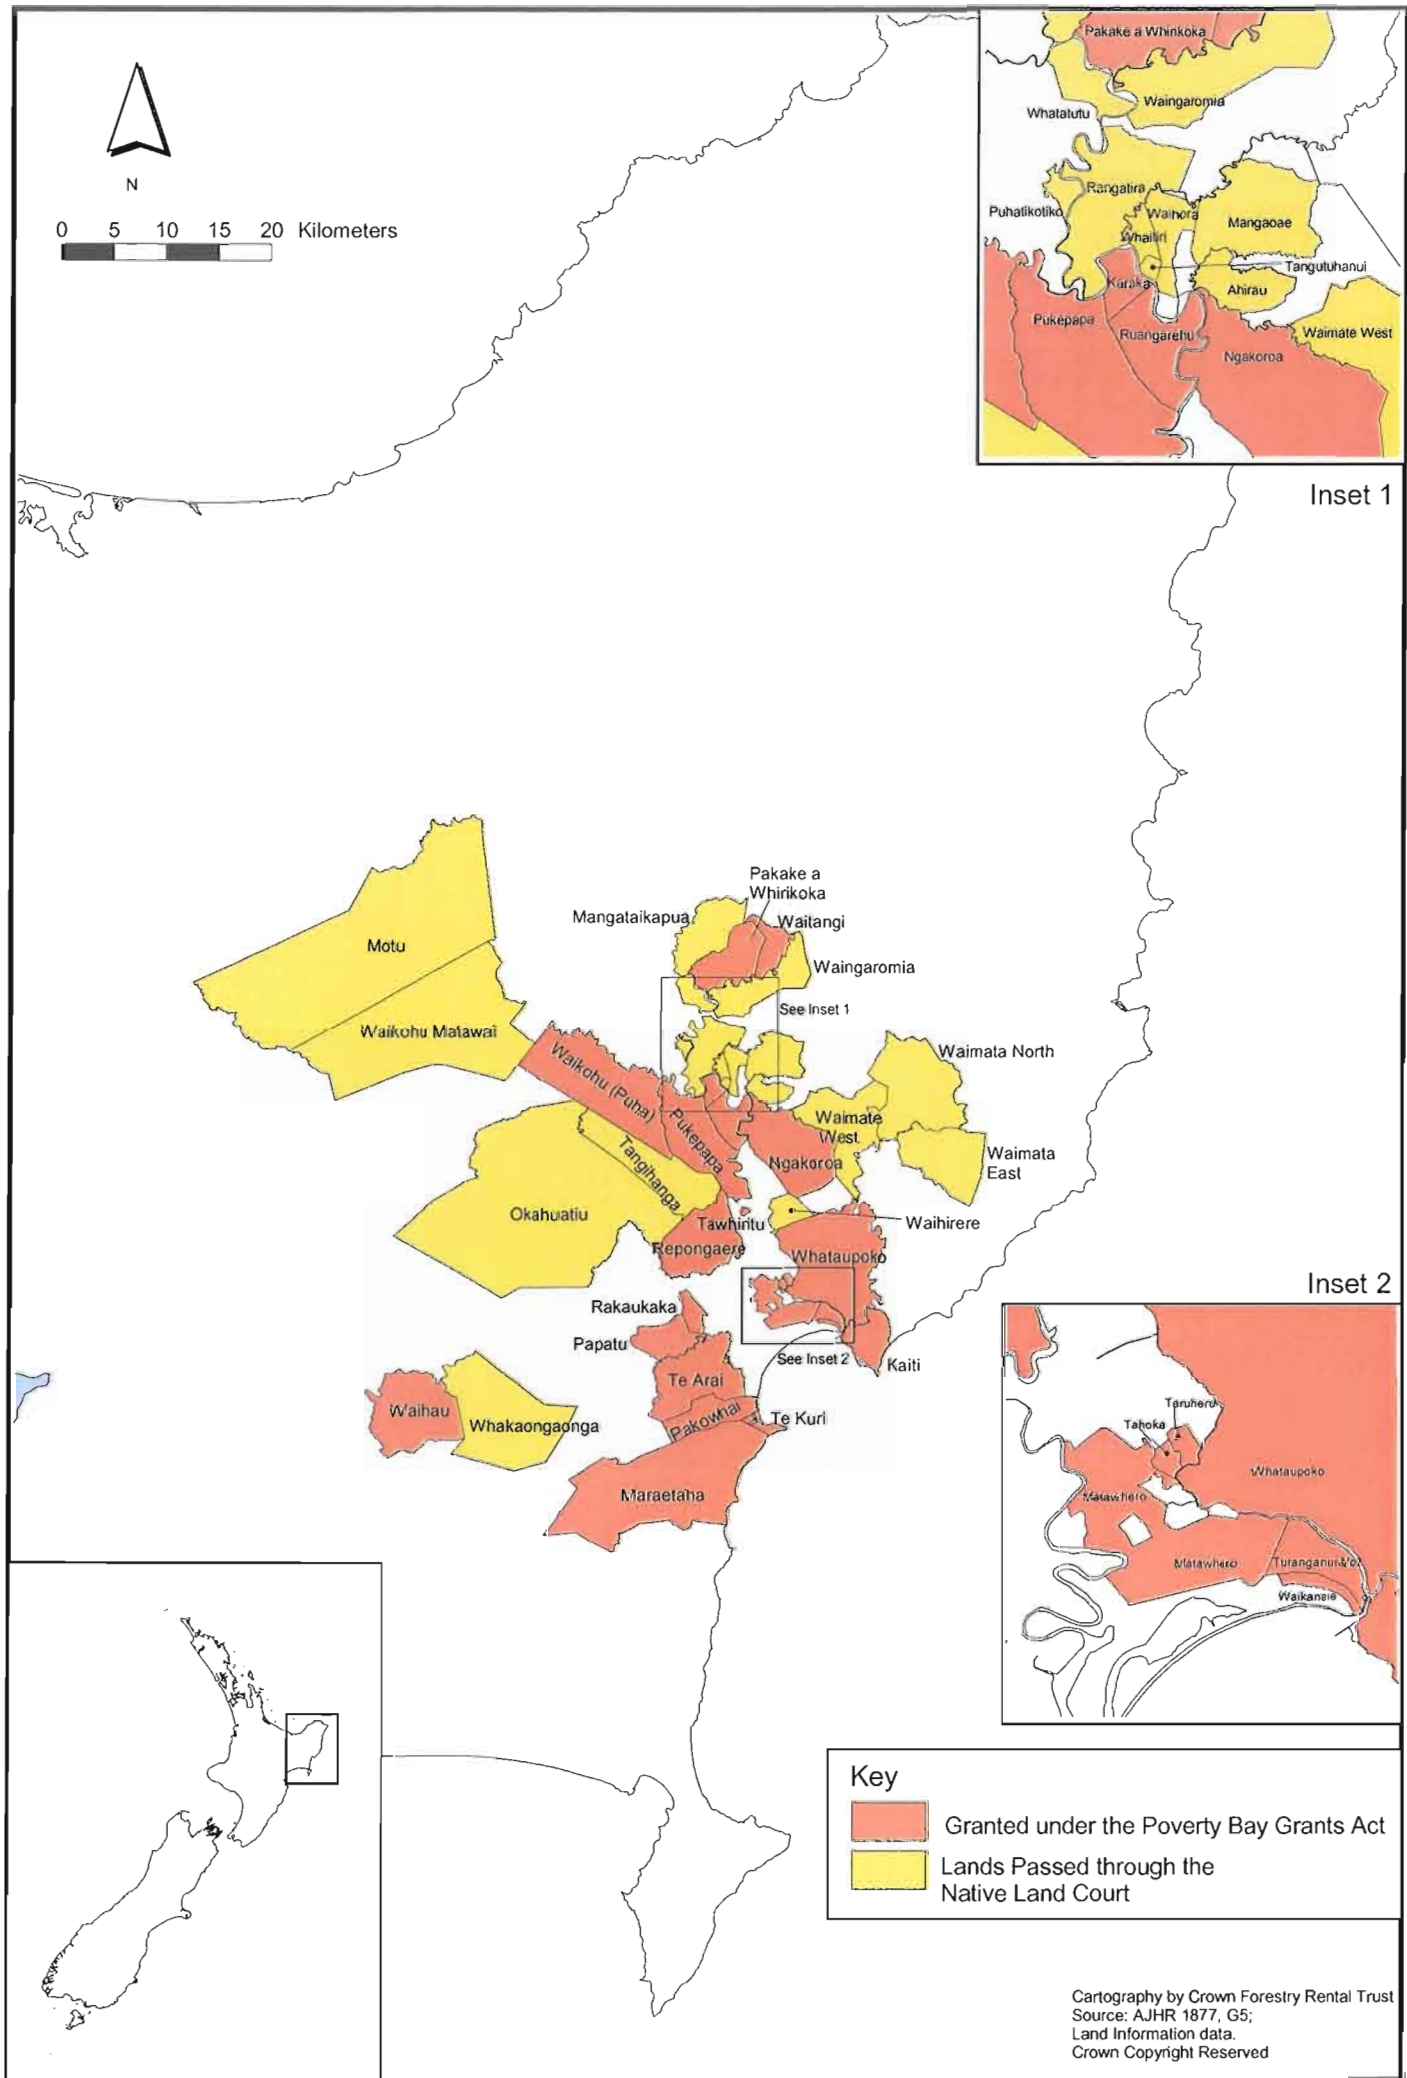 N
0 5 10 15 20 Kilometers
Pakake a Whinkoka
Waingaromia
Whatatutu
Rangatira
Puhatikotiko
Waihora
Mangaoae
Whaitiri
Tangutuhanui
Karaka
Ahirau
Pukepapa
Ruangarehu
Waimate West
Ngakoroa
Inset 1
Pakake a
Whirikoka
Mangataikapua
Waitangi
Motu
Waingaromia
See Inset 1
Waikohu Matawai
Waimata North
Waikohu (Puha)
Pukepapa
Waimate
West
Tangihanga
Ngakoroa
Waimata
East
Okahuatiu
Tawhintu
Waihirere
Repongaere
Whataupoko
Rakaukaka
Papatu
See Inset 2
Kaiti
Te Arai
Waihau
Whakaongaonga
Pakowhai
Te Kuri
Maraetaha
Inset 2
Taruheru
Tahoka
Whataupoko
Matawhero
Matawhero
Waikanaie
Key
Granted under the Poverty Bay Grants Act
Lands Passed through the
Native Land Court
Cartography by Crown Forestry Rental Trust
Source: AJHR 1877, G5;
Land Information data.
Crown Copyright Reserved